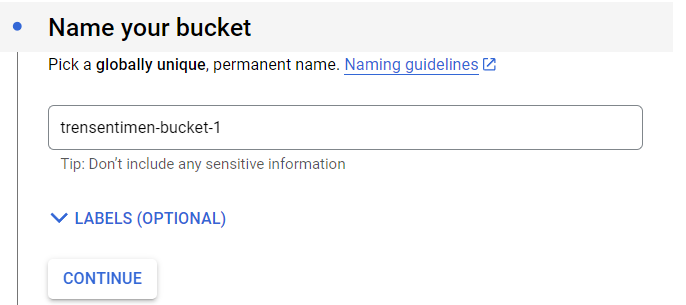 Name your bucket
Pick a globally unique, permanent name. Naming guidelines
trensentimen-bucket-1
Tip: Don’t include any sensitive information
LABELS (OPTIONAL)
CONTINUE